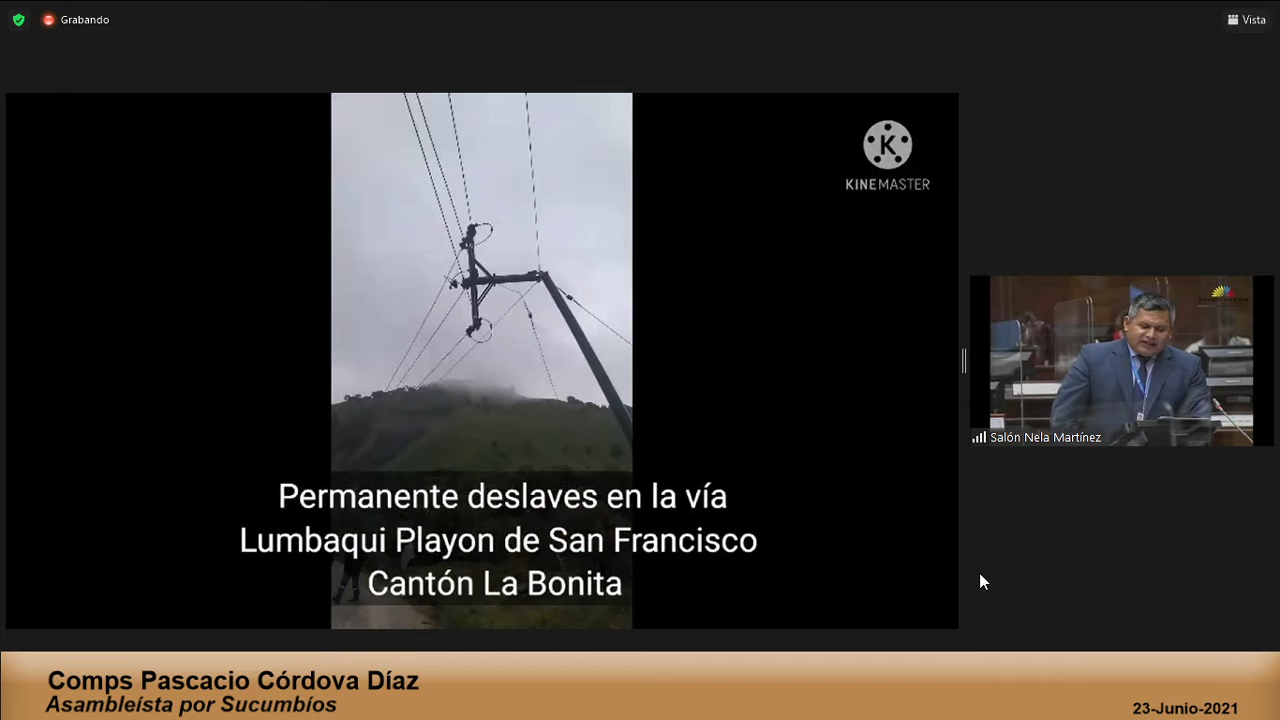 Grabando
Vista
KINEMASTER
Salón Nela Martínez
Permanente deslaves en la vía
Lumbaqui Playon de San Francisco
Cantón La Bonita
Comps Pascacio Córdova Díaz
Asambleísta por Sucumbíos
23-Junio-2021